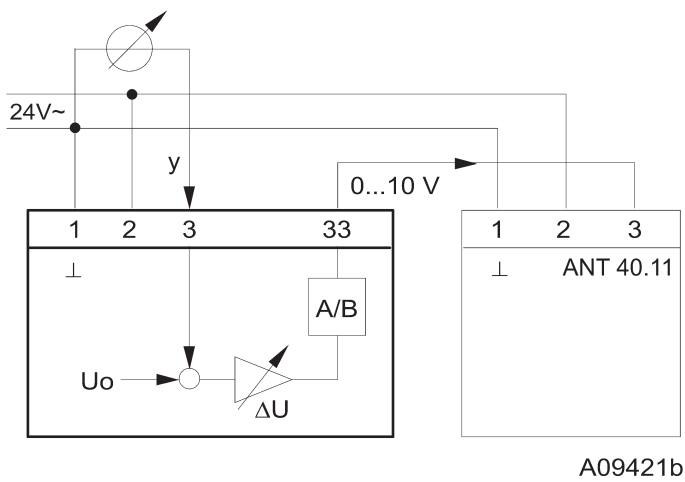 24V~
y
0...10 V
1 2 3 33
1 2 3
⊥
⊥ ANT 40.11
A/B
Uo
ΔU
A09421b